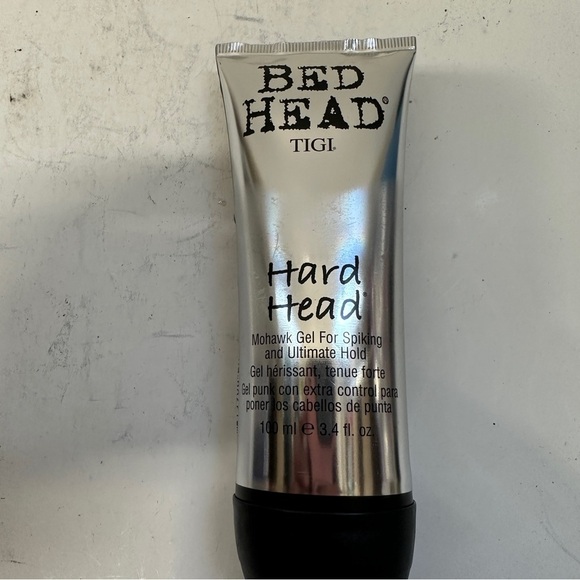 BED
HEAD®
TIGI®
Hard
Head®
Mohawk Gel For Spiking
and Ultimate Hold
Gel hérissant, tenue forte
Gel punk con extra control para
poner los cabellos de punta
100 ml e 3.4 fl. oz.